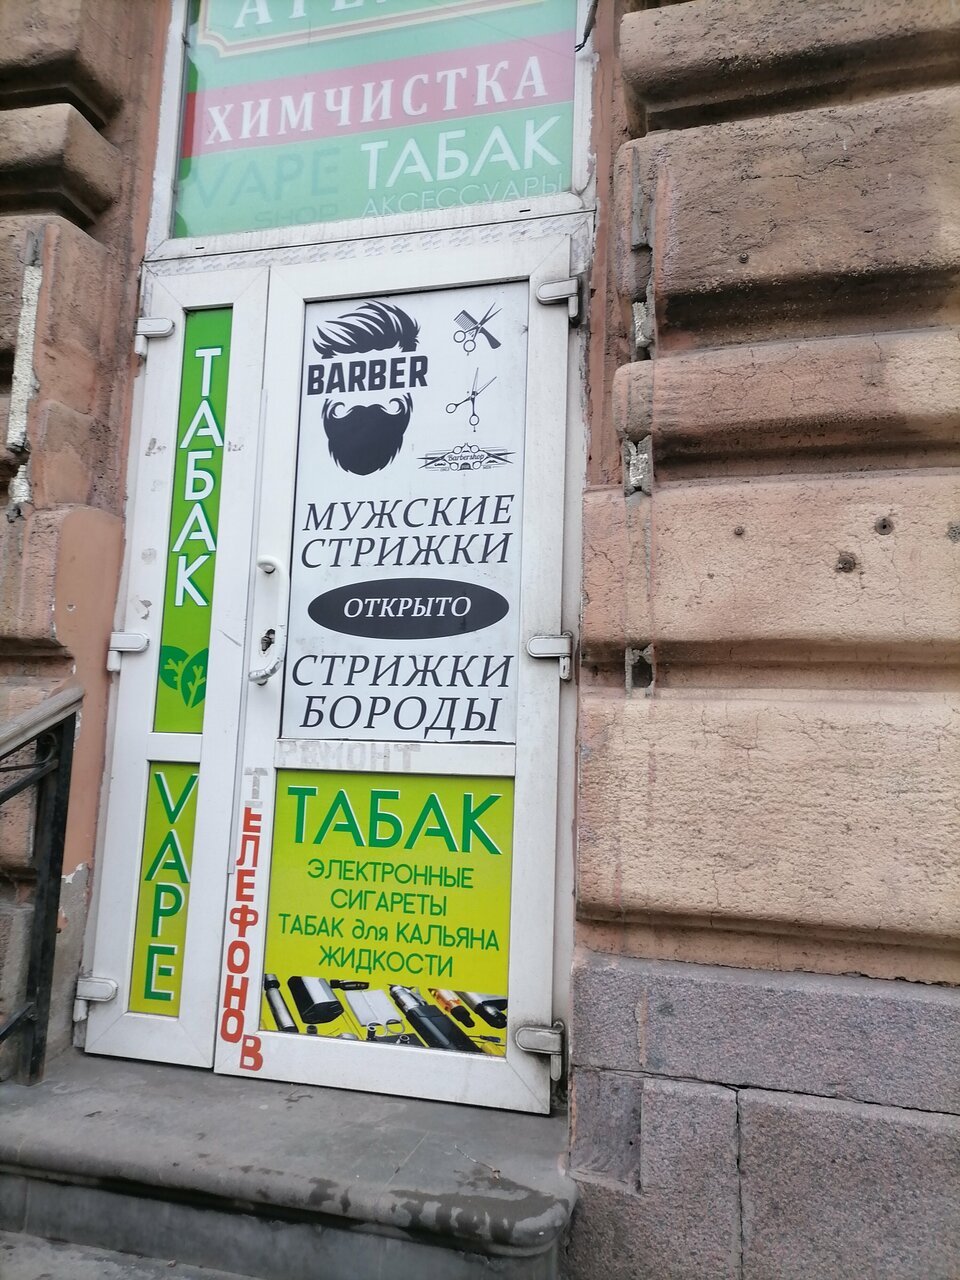 ХИМЧИСТКА
VAPE ТАБАК
SHOP АКСЕССУАРЫ
ТАБАК
VAPE
BARBER
Barbershop
МУЖСКИЕ
СТРИЖКИ
ОТКРЫТО
СТРИЖКИ
БОРОДЫ
РЕМОНТ
ТЕЛЕФОНОВ
ТАБАК
ЭЛЕКТРОННЫЕ
СИГАРЕТЫ
ТАБАК для КАЛЬЯНА
ЖИДКОСТИ